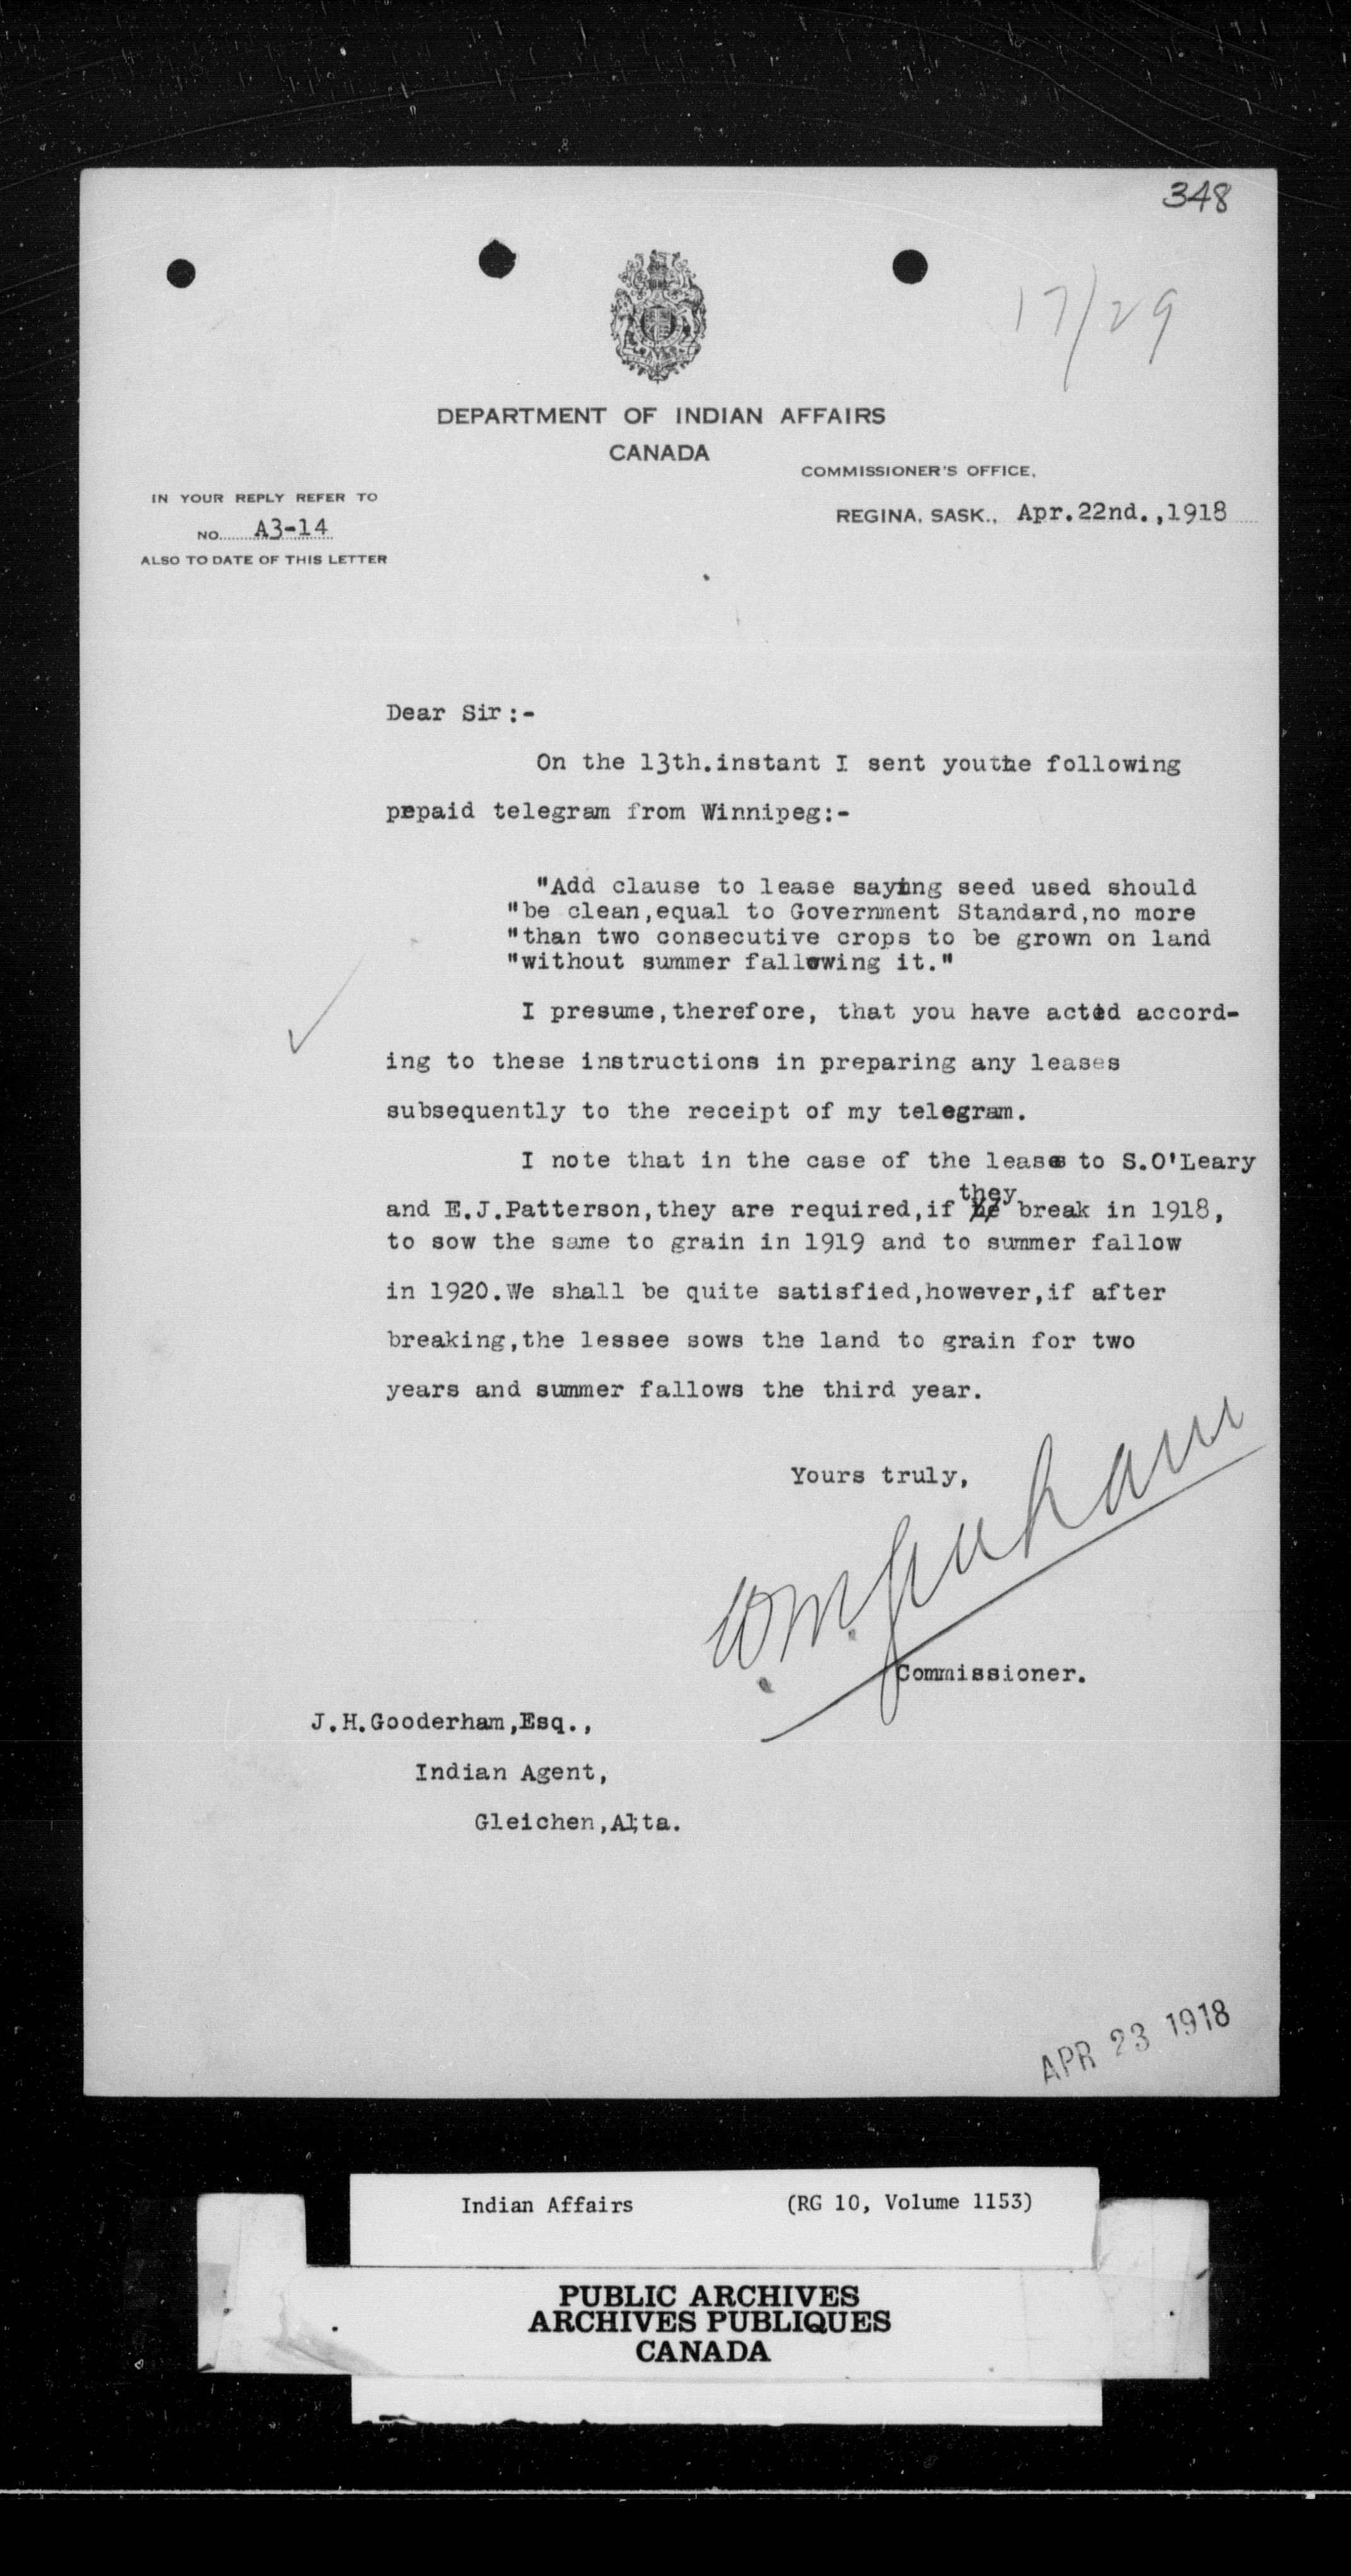 348
17/29
DEPARTMENT OF INDIAN AFFAIRS
CANADA
COMMISSIONER'S OFFICE,
IN YOUR REPLY REFER TO
NO. A3-14
ALSO TO DATE OF THIS LETTER
REGINA, SASK., Apr.22nd.,1918
Dear Sir:-
On the 13th.instant I sent youthe following
prepaid telegram from Winnipeg:-
"Add clause to lease saying seed used should
"be clean,equal to Government Standard,no more
"than two consecutive crops to be grown on land
"without summer fallowing it."
I presume,therefore, that you have acted accord-
ing to these instructions in preparing any leases
subsequently to the receipt of my telegram.
I note that in the case of the leases to S.O'Leary
they
and E.J.Patterson,they are required,if he break in 1918,
to sow the same to grain in 1919 and to summer fallow
in 1920.We shall be quite satisfied,however,if after
breaking,the lessee sows the land to grain for two
years and summer fallows the third year.
Yours truly,
W.M. Graham
Commissioner.
J.H.Gooderham,Esq.,
Indian Agent,
Gleichen,Alta.
APR 23 1918
Indian Affairs (RG 10, Volume 1153)
PUBLIC ARCHIVES
ARCHIVES PUBLIQUES
CANADA